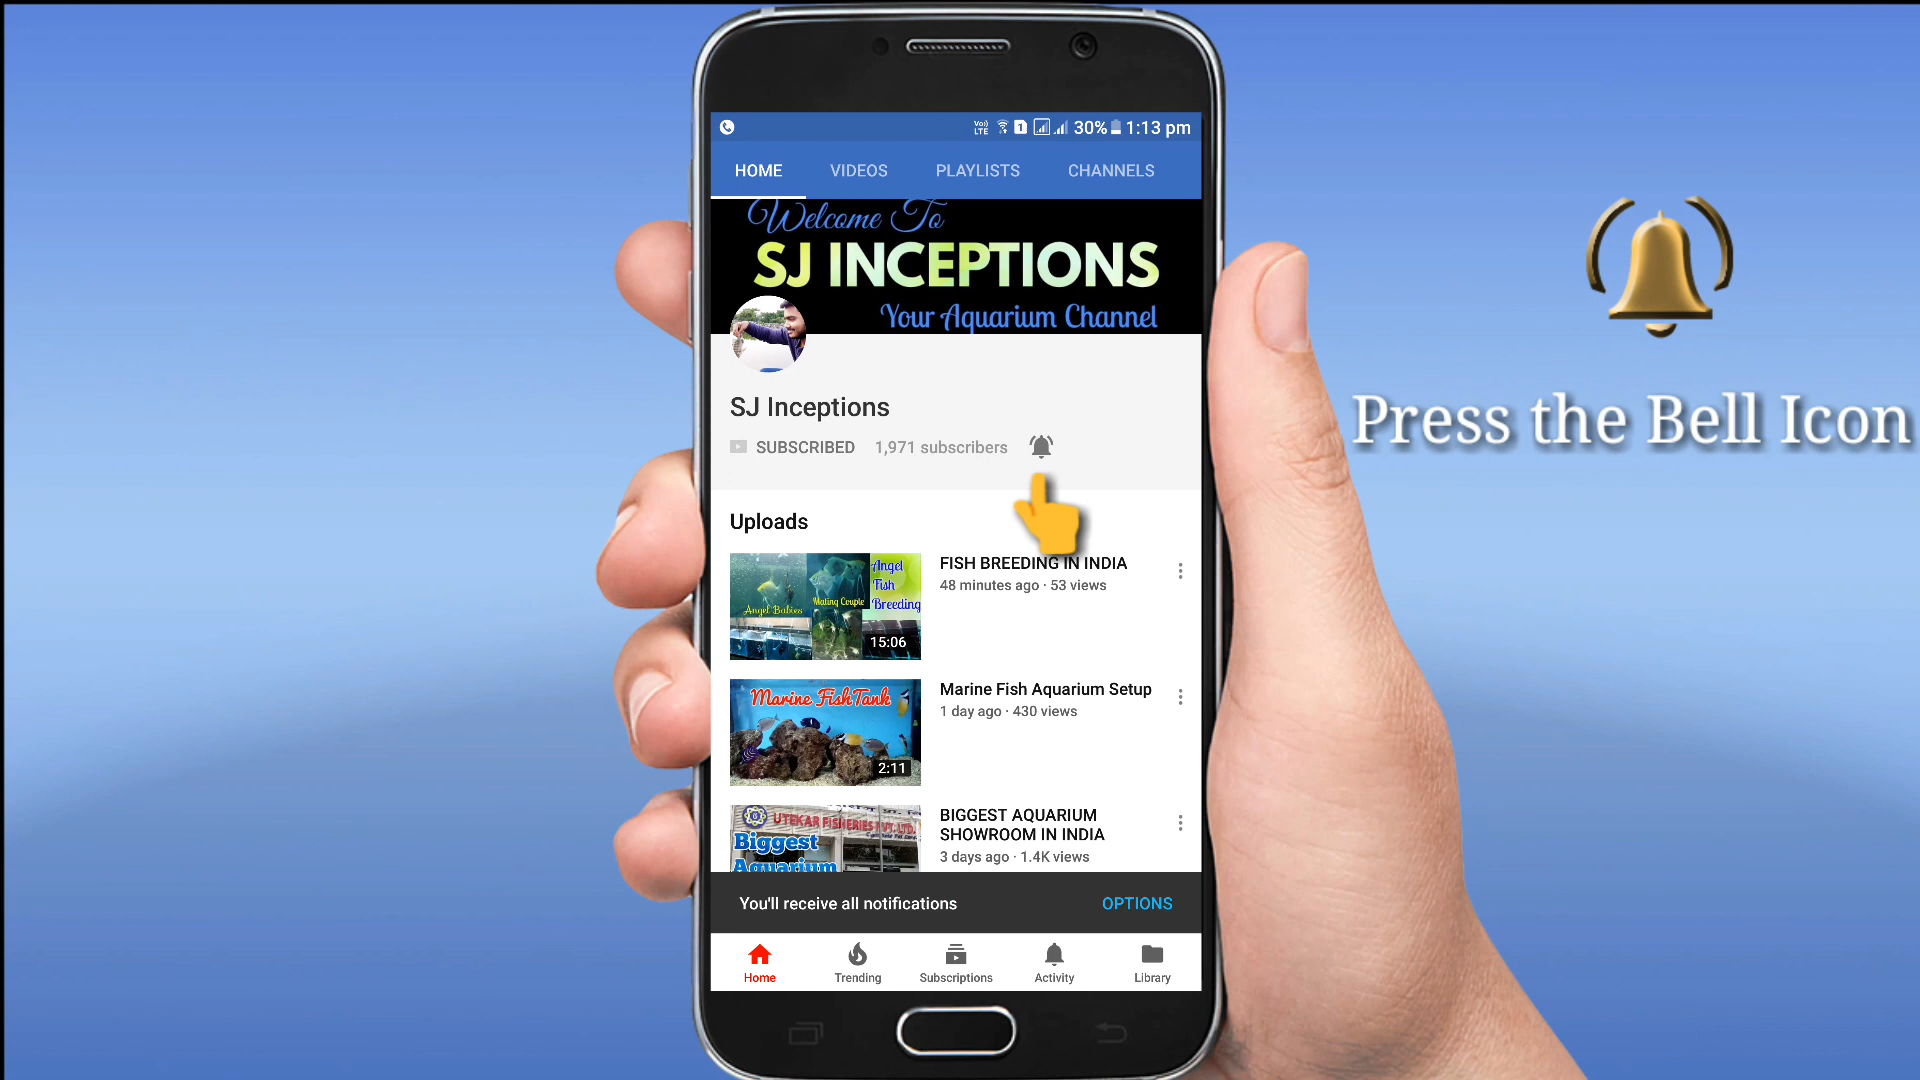 Vo) LTE 1 30% 1:13 pm
HOME VIDEOS PLAYLISTS CHANNELS
Welcome To
SJ INCEPTIONS
Your Aquarium Channel
SJ Inceptions
SUBSCRIBED 1,971 subscribers
Press the Bell Icon
Uploads
Angel Fish Breeding
Angel Babies
Mating Couple
15:06
FISH BREEDING IN INDIA
48 minutes ago · 53 views
Marine Fish Tank
2:11
Marine Fish Aquarium Setup
1 day ago · 430 views
UTEKAR FISHERIES PVT. LTD.
Biggest
Aquarium
BIGGEST AQUARIUM
SHOWROOM IN INDIA
3 days ago · 1.4K views
You'll receive all notifications OPTIONS
Home Trending Subscriptions Activity Library